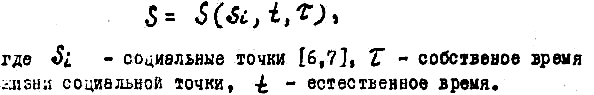 S = S(Si, t, τ),
где Si - социальные точки [6,7], τ - собственое время
жизни социальной точки, t - естественное время.